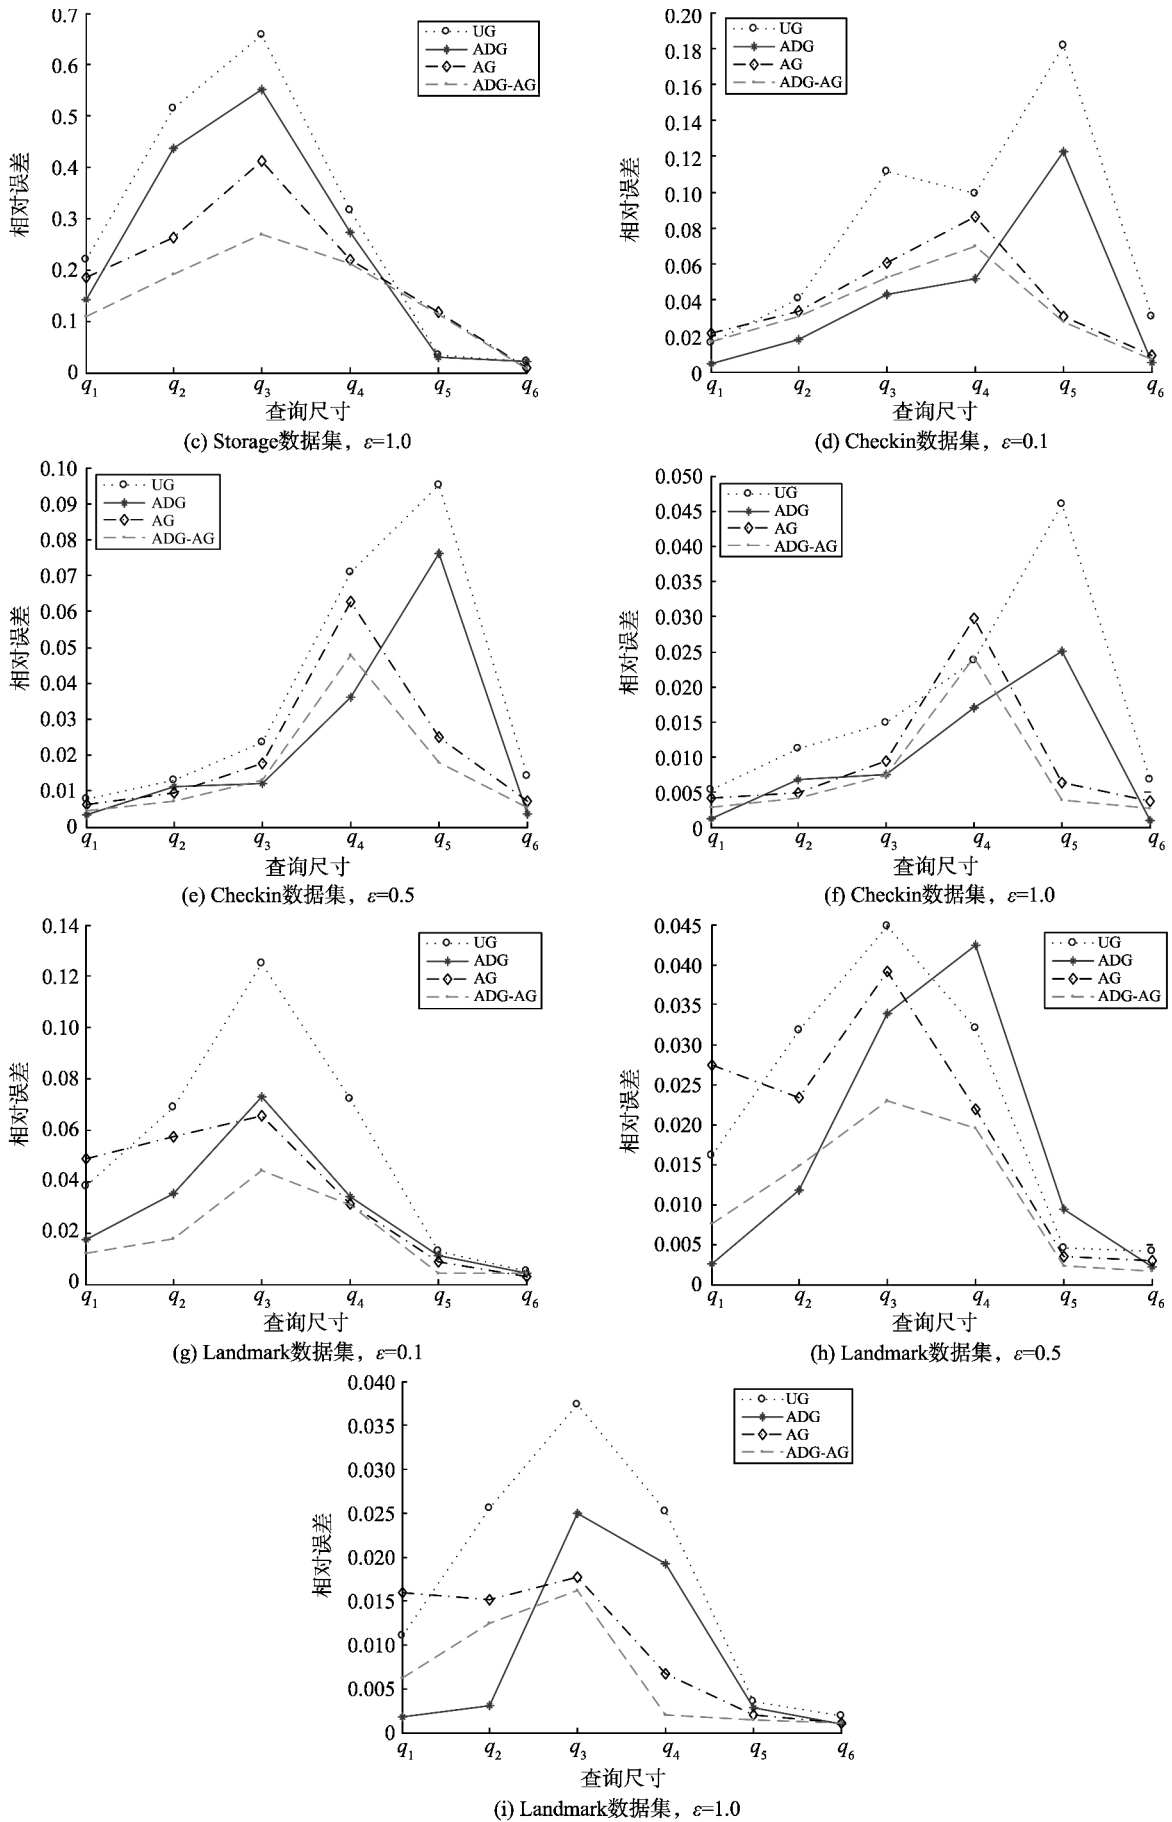 0.7
0.6
0.5
0.4
0.3
0.2
0.1
0
相对误差
UG
ADG
AG
ADG-AG
q1 q2 q3 q4 q5 q6
查询尺寸
(c) Storage数据集，ε=1.0
0.20
0.18
0.16
0.14
0.12
0.10
0.08
0.06
0.04
0.02
0
相对误差
UG
ADG
AG
ADG-AG
q1 q2 q3 q4 q5 q6
查询尺寸
(d) Checkin数据集，ε=0.1
0.10
0.09
0.08
0.07
0.06
0.05
0.04
0.03
0.02
0.01
0
相对误差
UG
ADG
AG
ADG-AG
q1 q2 q3 q4 q5 q6
查询尺寸
(e) Checkin数据集，ε=0.5
0.050
0.045
0.040
0.035
0.030
0.025
0.020
0.015
0.010
0.005
0
相对误差
UG
ADG
AG
ADG-AG
q1 q2 q3 q4 q5 q6
查询尺寸
(f) Checkin数据集，ε=1.0
0.14
0.12
0.10
0.08
0.06
0.04
0.02
0
相对误差
UG
ADG
AG
ADG-AG
q1 q2 q3 q4 q5 q6
查询尺寸
(g) Landmark数据集，ε=0.1
0.045
0.040
0.035
0.030
0.025
0.020
0.015
0.010
0.005
0
相对误差
UG
ADG
AG
ADG-AG
q1 q2 q3 q4 q5 q6
查询尺寸
(h) Landmark数据集，ε=0.5
0.040
0.035
0.030
0.025
0.020
0.015
0.010
0.005
0
相对误差
UG
ADG
AG
ADG-AG
q1 q2 q3 q4 q5 q6
查询尺寸
(i) Landmark数据集，ε=1.0